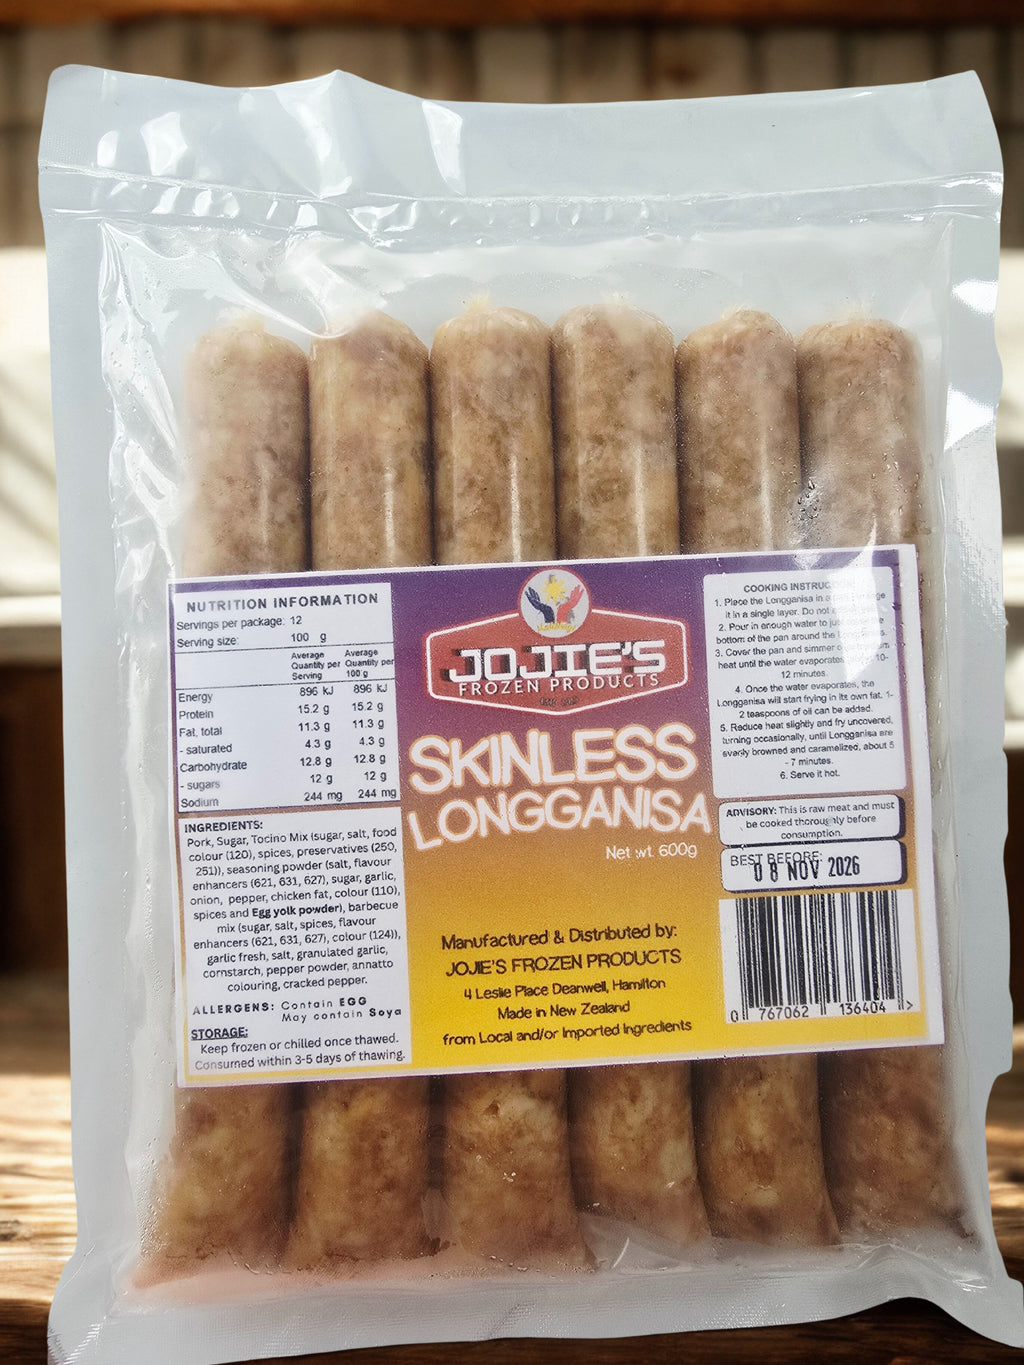 NUTRITION INFORMATION
Servings per package: 12
Serving size: 100 g
Average Quantity per Serving Average Quantity per 100 g
Energy 896 kJ 896 kJ
Protein 15.2 g 15.2 g
Fat, total 11.3 g 11.3 g
- saturated 4.3 g 4.3 g
Carbohydrate 12.8 g 12.8 g
- sugars 12 g 12 g
Sodium 244 mg 244 mg
INGREDIENTS:
Pork, Sugar, Tocino Mix (sugar, salt, food
colour (120), spices, preservatives (250,
251)), seasoning powder (salt, flavour
enhancers (621, 631, 627), sugar, garlic,
onion, pepper, chicken fat, colour (110),
spices and Egg yolk powder), barbecue
mix (sugar, salt, spices, flavour
enhancers (621, 631, 627), colour (124)),
garlic fresh, salt, granulated garlic,
cornstarch, pepper powder, annatto
colouring, cracked pepper.
ALLERGENS: Contain EGG
May contain Soya
STORAGE:
Keep frozen or chilled once thawed.
Consumed within 3-5 days of thawing.
JOJIE'S
FROZEN PRODUCTS
SKINLESS
LONGGANISA
Net wt. 600g
Manufactured & Distributed by:
JOJIE'S FROZEN PRODUCTS
4 Leslie Place Deanwell, Hamilton
Made in New Zealand
from Local and/or Imported Ingredients
COOKING
1. Place the Longganisa in a
it in a single layer. Do not
2. Pour in enough water to
bottom of the pan around the
3. Cover the pan and simmer
heat until the water evaporates 10-
12 minutes.
4. Once the water evaporates, the
Longganisa will start frying in its own fat. 1-
2 teaspoons of oil can be added.
5. Reduce heat slightly and fry uncovered,
turning occasionally, until Longganisa are
evenly browned and caramelized, about 5
- 7 minutes.
6. Serve it hot.
ADVISORY: This is raw meat and must
be cooked thoroughly before
consumption.
BEST BEFORE:
08 NOV 2026
0 767062 136404 >